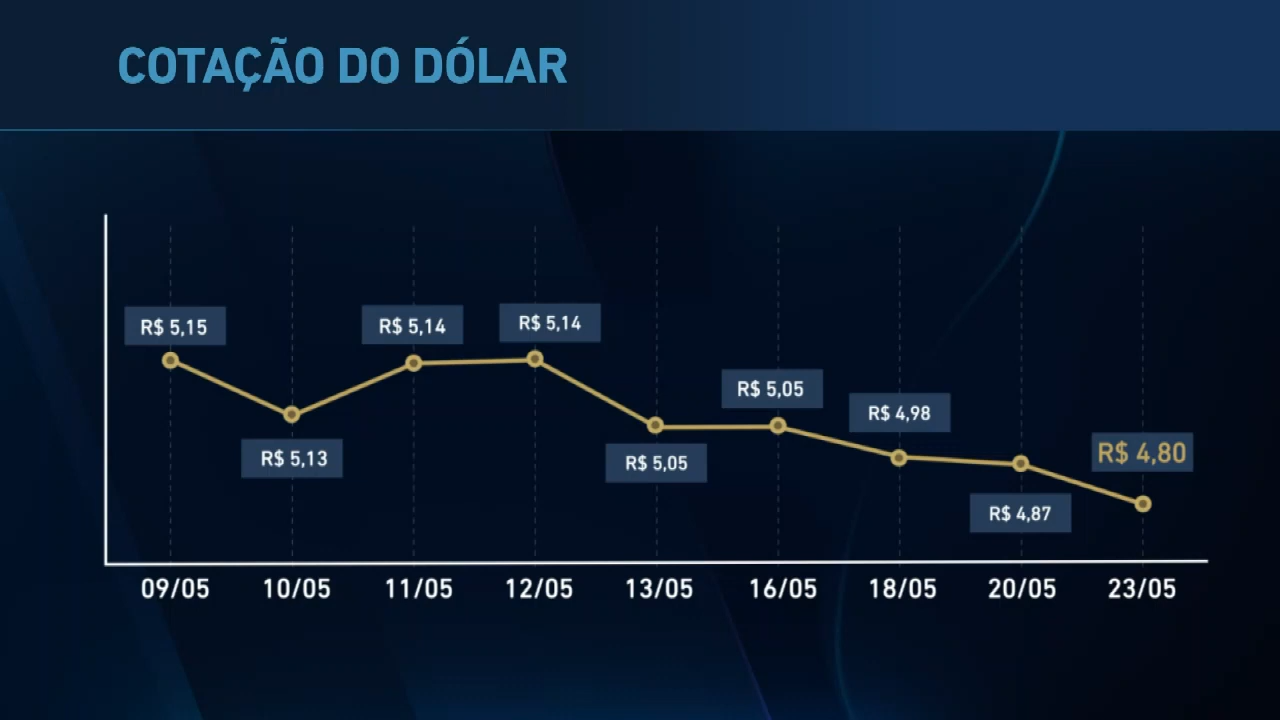 COTAÇÃO DO DÓLAR
R$ 5,15
R$ 5,13
R$ 5,14
R$ 5,14
R$ 5,05
R$ 5,05
R$ 4,98
R$ 4,87
R$ 4,80
09/05 10/05 11/05 12/05 13/05 16/05 18/05 20/05 23/05